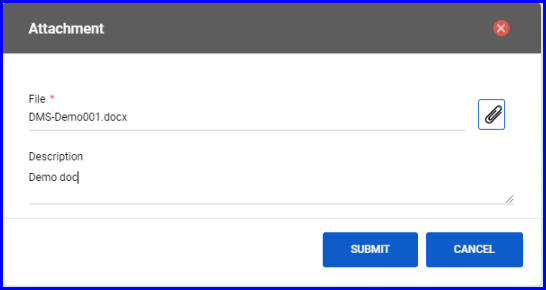 Attachment
File *
DMS-Demo001.docx
Description
Demo doc
SUBMIT CANCEL